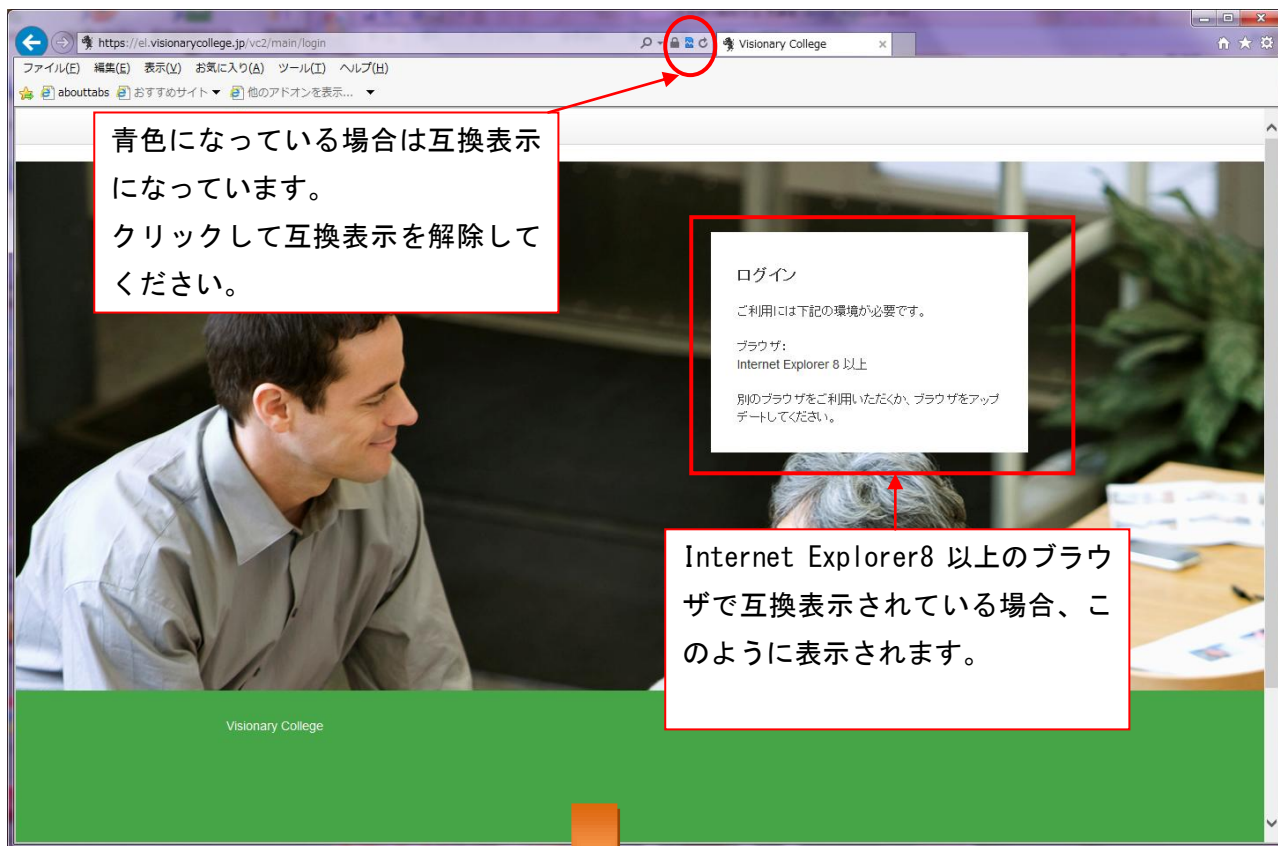 https://el.visionarycollege.jp/vc2/main/login
Visionary College
ファイル(F) 編集(E) 表示(V) お気に入り(A) ツール(T) ヘルプ(H)
abouttabs おすすめサイト 他のアドオンを表示...
青色になっている場合は互換表示
になっています。
クリックして互換表示を解除して
ください。
ログイン
ご利用には下記の環境が必要です。
ブラウザ:
Internet Explorer 8 以上
別のブラウザをご利用いただくか、ブラウザをアップ
デートしてください。
Internet Explorer8 以上のブラウ
ザで互換表示されている場合、こ
のように表示されます。
Visionary College